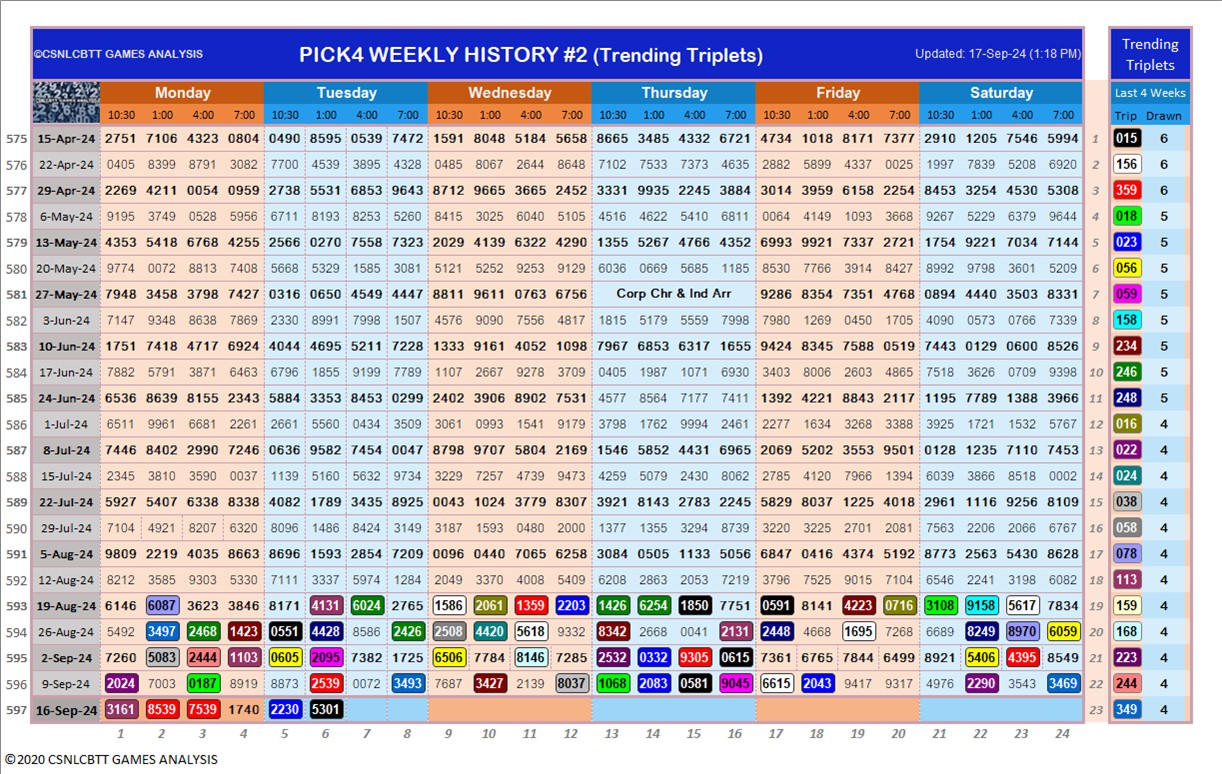 ©CSNLCBTT GAMES ANALYSIS PICK4 WEEKLY HISTORY #2 (Trending Triplets) Updated: 17-Sep-24 (1:18 PM) Trending
Triplets
Monday Tuesday Wednesday Thursday Friday Saturday Last 4 Weeks
10:30 1:00 4:00 7:00 10:30 1:00 4:00 7:00 10:30 1:00 4:00 7:00 10:30 1:00 4:00 7:00 10:30 1:00 4:00 7:00 10:30 1:00 4:00 7:00 Trip Drawn
575 15-Apr-24 2751 7106 4323 0804 0490 8595 0539 7472 1591 8048 5184 5658 8665 3485 4332 6721 4734 1018 8171 7377 2910 1205 7546 5994 1 015 6
576 22-Apr-24 0405 8399 8791 3082 7700 4539 3895 4328 0485 8067 2644 8648 7102 7533 7373 4635 2882 5899 4337 0025 1997 7839 5208 6920 2 156 6
577 29-Apr-24 2269 4211 0054 0959 2738 5531 6853 9643 8712 9665 3665 2452 3331 9935 2245 3884 3014 3959 6158 2254 8453 3254 4530 5308 3 359 6
578 6-May-24 9195 3749 0528 5956 6711 8193 8253 5260 8415 3025 6040 5105 4516 4622 5410 6811 0064 4149 1093 3668 9267 5229 6379 9644 4 018 5
579 13-May-24 4353 5418 6768 4255 2566 0270 7558 7323 2029 4139 6322 4290 1355 5267 4766 4352 6993 9921 7337 2721 1754 9221 7034 7144 5 023 5
580 20-May-24 9774 0072 8813 7408 5668 5329 1585 3081 5121 5252 9253 9129 6036 0669 5685 1185 8530 7766 3914 8427 8992 9798 3601 5209 6 056 5
581 27-May-24 7948 3458 3798 7427 0316 0650 4549 4447 8811 9611 0763 6756 Corp Chr & Ind Arr 9286 8354 7351 4768 0894 4440 3503 8331 7 059 5
582 3-Jun-24 7147 9348 8638 7869 2330 8991 7998 1507 4576 9090 7556 4817 1815 5179 5559 7998 7980 1269 0450 1705 4090 0573 0766 7339 8 158 5
583 10-Jun-24 1751 7418 4717 6924 4044 4695 5211 7228 1333 9161 4052 1098 7967 6853 6317 1655 9424 8345 7588 0519 7443 0129 0600 8526 9 234 5
584 17-Jun-24 7882 5791 3871 6463 6796 1855 9199 7789 1107 2667 9278 3709 0405 1987 1071 6930 3403 8006 2603 4865 7518 3626 0709 9398 10 246 5
585 24-Jun-24 6536 8639 8155 2343 5884 3353 8453 0299 2402 3906 8902 7531 4577 8564 7177 7411 1392 4221 8843 2117 1195 7789 1388 3966 11 248 5
586 1-Jul-24 6511 9961 6681 2261 2661 5560 0434 3509 3061 0993 1541 9179 3798 1762 9994 2461 2277 1634 3268 3388 3925 1721 1532 5767 12 016 4
587 8-Jul-24 7446 8402 2990 7246 0636 9582 7454 0047 8798 9707 5804 2169 1546 5852 4431 6965 2069 5202 3553 9501 0128 1235 7110 7453 13 022 4
588 15-Jul-24 2345 3810 3590 0037 1139 5160 5632 9734 1229 7257 4739 9473 4259 5079 2431 8062 2785 4120 7966 1394 6039 3866 8518 0002 14 024 4
589 22-Jul-24 5927 5407 6338 8338 4082 1789 3435 8925 0043 1024 3779 8307 3921 8143 2783 2245 5829 8037 1225 4018 2961 1116 9256 8109 15 038 4
590 29-Jul-24 7104 4921 8207 6320 8096 1486 8424 3149 3187 1593 0480 2000 1377 1355 3294 8739 3220 3225 2701 2081 7563 2206 2066 6767 16 058 4
591 5-Aug-24 9809 2219 4035 8663 8696 1593 2854 7209 0096 0440 7065 6258 3084 0505 1133 5056 6847 0416 4374 5192 8773 2563 5430 8628 17 078 4
592 12-Aug-24 8212 3585 9303 5330 7111 3337 5974 1284 2049 3370 4008 5409 6208 2863 2053 7219 3796 7525 9015 7104 6546 2241 3198 6082 18 113 4
593 19-Aug-24 6146 6087 3623 3846 8171 4131 6024 2765 1586 2061 1359 2203 1426 6254 1850 7751 0591 8141 4223 0716 3108 9158 5617 7834 19 159 4
594 26-Aug-24 5492 3497 2468 1423 0551 4428 8586 2426 2508 4420 5618 9332 8342 2668 0041 2131 2448 4668 1695 7268 6689 8249 8970 6059 20 168 4
595 2-Sep-24 7260 5083 2444 1103 0605 2095 7382 1725 6506 7784 8146 7285 2532 0332 9305 0615 7361 6765 7844 6499 8921 5406 4395 8549 21 223 4
596 9-Sep-24 2024 7003 0187 8919 8873 2539 0072 3493 7687 3427 2139 8037 1068 2083 0581 9045 6615 2043 9417 9317 4976 2290 3543 3469 22 244 4
597 16-Sep-24 3161 8539 7539 1740 2230 5301 23 349 4
1 2 3 4 5 6 7 8 9 10 11 12 13 14 15 16 17 18 19 20 21 22 23 24
©2020 CSNLCBTT GAMES ANALYSIS